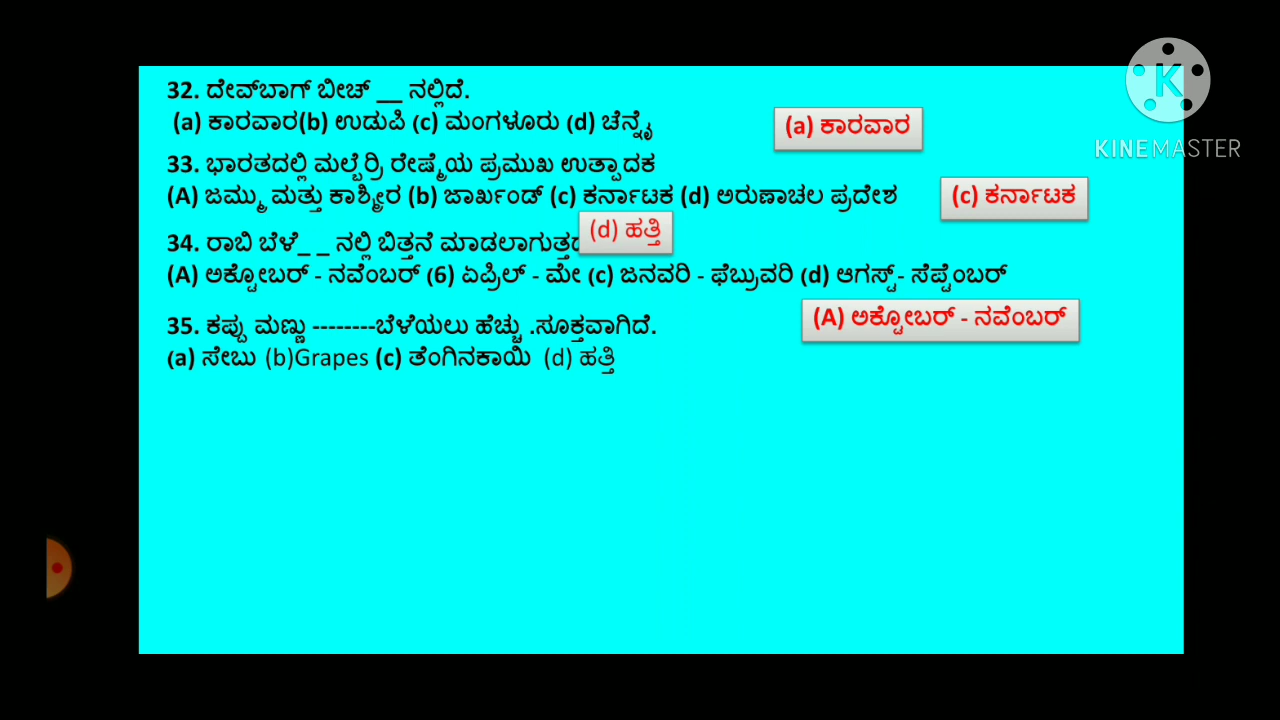 32. ದೇವ್‌ಬಾಗ್ ಬೀಚ್ __ ನಲ್ಲಿದೆ.
(a) ಕಾರವಾರ(b) ಉಡುಪಿ (c) ಮಂಗಳೂರು (d) ಚೆನ್ನೈ
(a) ಕಾರವಾರ
33. ಭಾರತದಲ್ಲಿ ಮಲ್ಬೆರ‍್ರಿ ರೇಷ್ಮೆಯ ಪ್ರಮುಖ ಉತ್ಪಾದಕ
(A) ಜಮ್ಮು ಮತ್ತು ಕಾಶ್ಮೀರ (b) ಜಾರ್ಖಂಡ್ (c) ಕರ್ನಾಟಕ (d) ಅರುಣಾಚಲ ಪ್ರದೇಶ
(c) ಕರ್ನಾಟಕ
34. ರಾಬಿ ಬೆಳೆ_ _ ನಲ್ಲಿ ಬಿತ್ತನೆ
(d) ಹತ್ತಿ
(A) ಅಕ್ಟೋಬರ್ - ನವೆಂಬರ್ (6) ಏಪ್ರಿಲ್ - ಮೇ (c) ಜನವರಿ - ಫೆಬ್ರುವರಿ (d) ಆಗಸ್ಟ್- ಸೆಪ್ಟೆಂಬರ್
(A) ಅಕ್ಟೋಬರ್ - ನವೆಂಬರ್
35. ಕಪ್ಪು ಮಣ್ಣು --------ಬೆಳೆಯಲು ಹೆಚ್ಚು .ಸೂಕ್ತವಾಗಿದೆ.
(a) ಸೇಬು (b)Grapes (c) ತೆಂಗಿನಕಾಯಿ (d) ಹತ್ತಿ
K
KINEMASTER